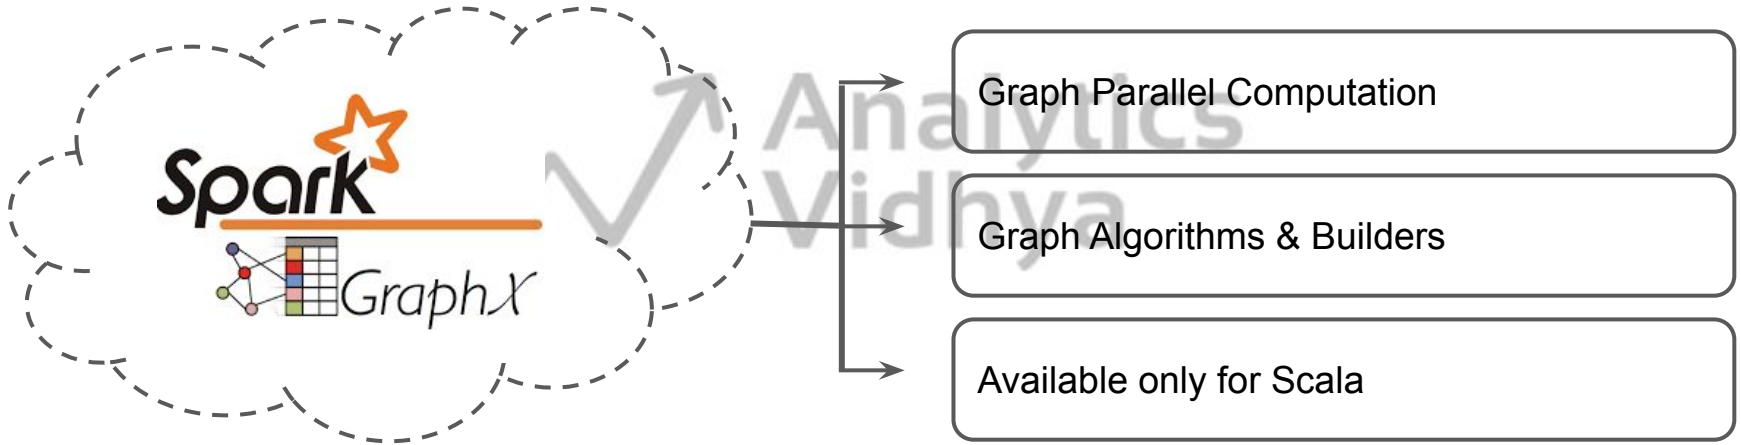 Spark
GraphX
Analytics
Vidhya
Graph Parallel Computation
Graph Algorithms & Builders
Available only for Scala